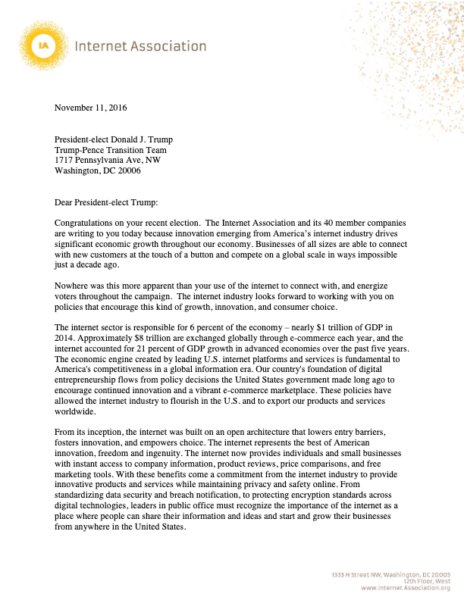 IA
Internet Association
November 11, 2016
President-elect Donald J. Trump
Trump-Pence Transition Team
1717 Pennsylvania Ave, NW
Washington, DC 20006
Dear President-elect Trump:
Congratulations on your recent election.  The Internet Association and its 40 member companies
are writing to you today because innovation emerging from America's internet industry drives
significant economic growth throughout our economy. Businesses of all sizes are able to connect
with new customers at the touch of a button and compete on a global scale in ways impossible
just a decade ago.
Nowhere was this more apparent than your use of the internet to connect with, and energize
voters throughout the campaign.  The internet industry looks forward to working with you on
policies that encourage this kind of growth, innovation, and consumer choice.
The internet sector is responsible for 6 percent of the economy – nearly $1 trillion of GDP in
2014. Approximately $8 trillion are exchanged globally through e-commerce each year, and the
internet accounted for 21 percent of GDP growth in advanced economies over the past five years.
The economic engine created by leading U.S. internet platforms and services is fundamental to
America's competitiveness in a global information era. Our country's foundation of digital
entrepreneurship flows from policy decisions the United States government made long ago to
encourage continued innovation and a vibrant e-commerce marketplace. These policies have
allowed the internet industry to flourish in the U.S. and to export our products and services
worldwide.
From its inception, the internet was built on an open architecture that lowers entry barriers,
fosters innovation, and empowers choice. The internet represents the best of American
innovation, freedom and ingenuity. The internet now provides individuals and small businesses
with instant access to company information, product reviews, price comparisons, and free
marketing tools. With these benefits come a commitment from the internet industry to provide
innovative products and services while maintaining privacy and safety online. From
standardizing data security and breach notification, to protecting encryption standards across
digital technologies, leaders in public office must recognize the importance of the internet as a
place where people can share their information and ideas and start and grow their businesses
from anywhere in the United States.
1333 H Street NW, Washington, DC 20005
12th Floor, West
www.internetAssociation.org